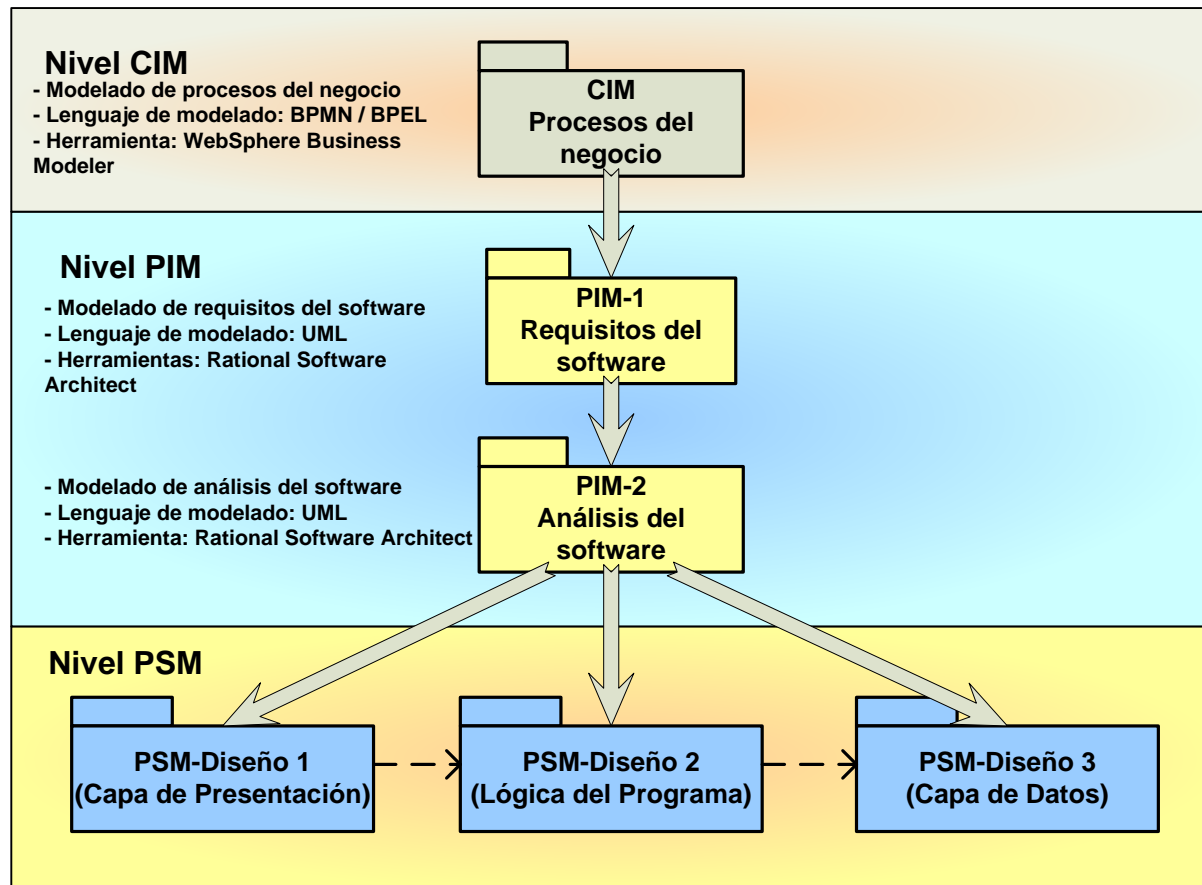 Nivel CIM
- Modelado de procesos del negocio
- Lenguaje de modelado: BPMN / BPEL
- Herramienta: WebSphere Business
Modeler
CIM
Procesos del
negocio
Nivel PIM
- Modelado de requisitos del software
- Lenguaje de modelado: UML
- Herramientas: Rational Software
Architect
PIM-1
Requisitos del
software
- Modelado de análisis del software
- Lenguaje de modelado: UML
- Herramienta: Rational Software Architect
PIM-2
Análisis del
software
Nivel PSM
PSM-Diseño 1
(Capa de Presentación)
PSM-Diseño 2
(Lógica del Programa)
PSM-Diseño 3
(Capa de Datos)